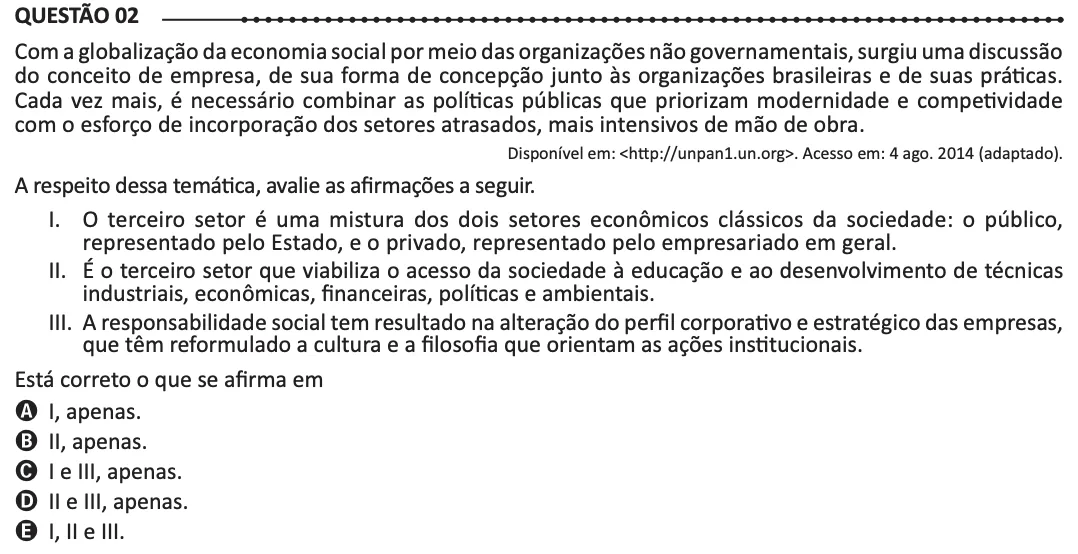 QUESTÃO 02
Com a globalização da economia social por meio das organizações não governamentais, surgiu uma discussão
do conceito de empresa, de sua forma de concepção junto às organizações brasileiras e de suas práticas.
Cada vez mais, é necessário combinar as políticas públicas que priorizam modernidade e competividade
com o esforço de incorporação dos setores atrasados, mais intensivos de mão de obra.
Disponível em: <http://unpan1.un.org>. Acesso em: 4 ago. 2014 (adaptado).
A respeito dessa temática, avalie as afirmações a seguir.
I. O terceiro setor é uma mistura dos dois setores econômicos clássicos da sociedade: o público,
representado pelo Estado, e o privado, representado pelo empresariado em geral.
II. É o terceiro setor que viabiliza o acesso da sociedade à educação e ao desenvolvimento de técnicas
industriais, econômicas, financeiras, políticas e ambientais.
III. A responsabilidade social tem resultado na alteração do perfil corporativo e estratégico das empresas,
que têm reformulado a cultura e a filosofia que orientam as ações institucionais.
Está correto o que se afirma em
A I, apenas.
B II, apenas.
C I e III, apenas.
D II e III, apenas.
E I, II e III.